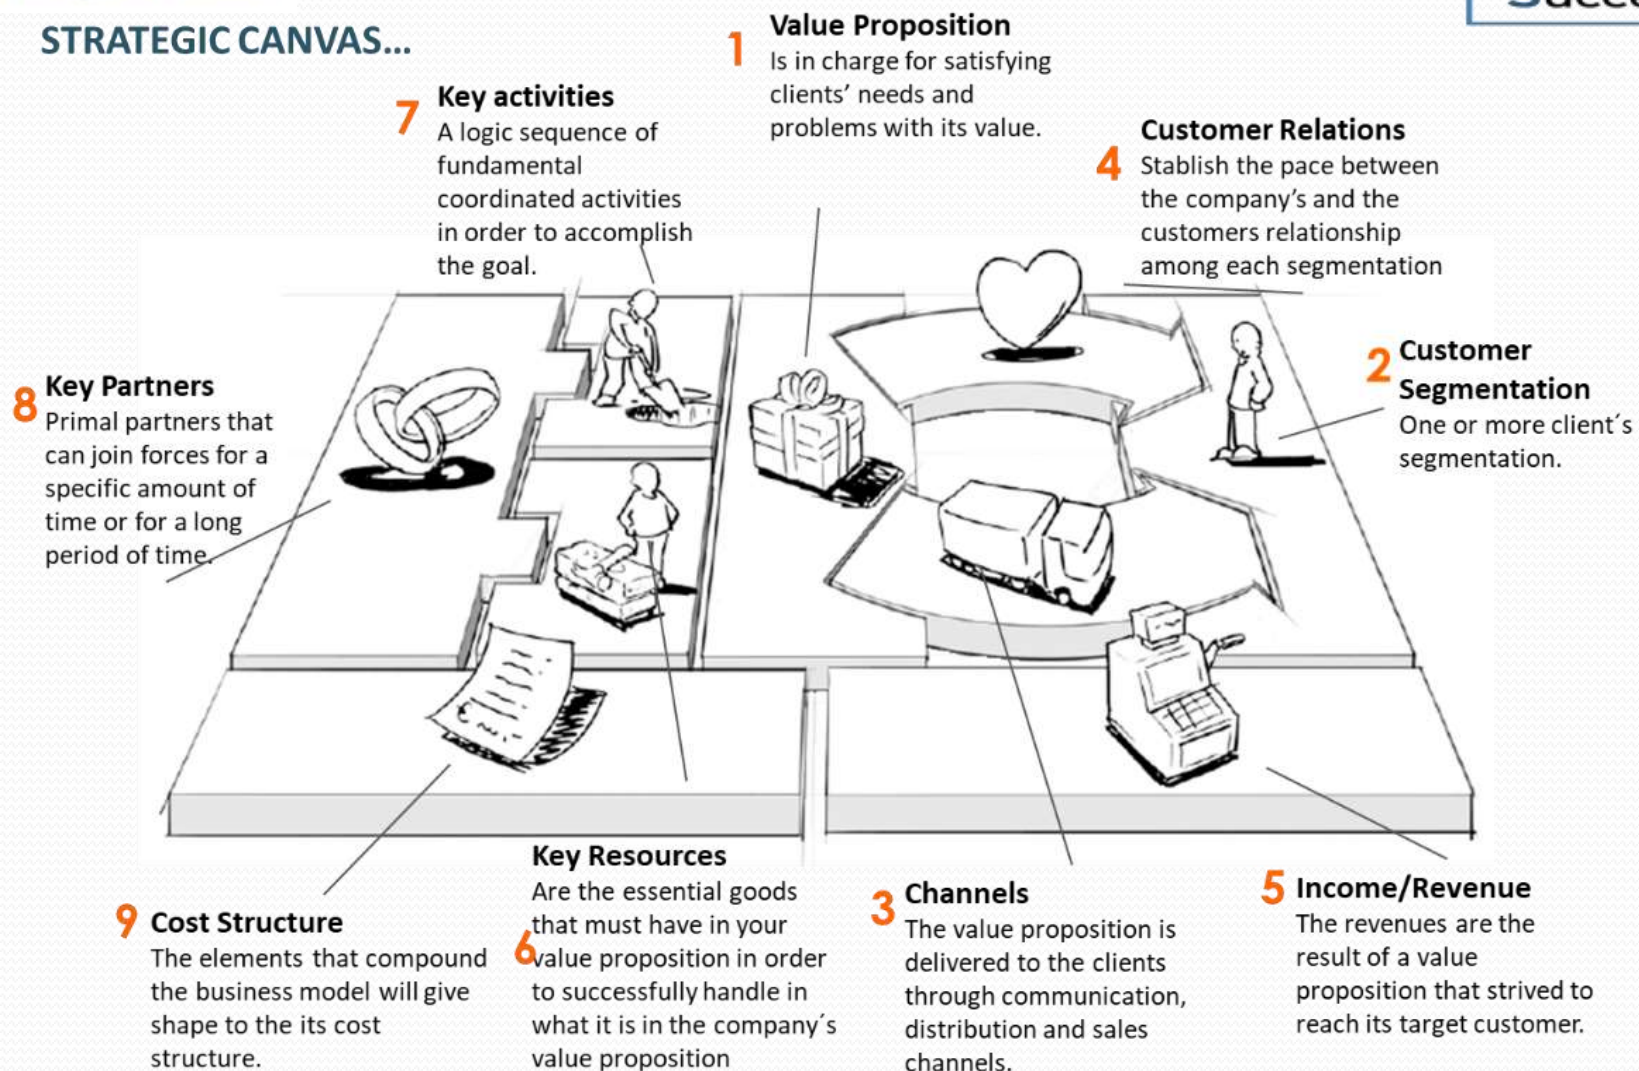 STRATEGIC CANVAS...
1
Value Proposition
Is in charge for satisfying
clients' needs and
problems with its value.
7
Key activities
A logic sequence of
fundamental
coordinated activities
in order to accomplish
the goal.
4
Customer Relations
Stablish the pace between
the company's and the
customers relationship
among each segmentation
2
Customer
Segmentation
One or more client´s
segmentation.
8
Key Partners
Primal partners that
can join forces for a
specific amount of
time or for a long
period of time.
9
Cost Structure
The elements that compound
the business model will give
shape to the its cost
structure.
6
Key Resources
Are the essential goods
that must have in your
value proposition in order
to successfully handle in
what it is in the company´s
value proposition
3
Channels
The value proposition is
delivered to the clients
through communication,
distribution and sales
channels.
5
Income/Revenue
The revenues are the
result of a value
proposition that strived to
reach its target customer.